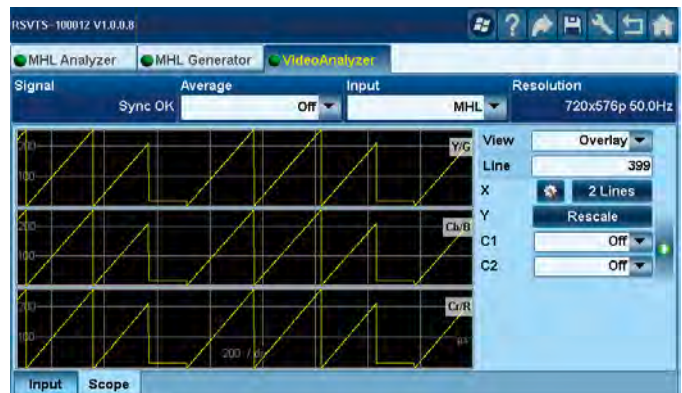 RSVTS-100012 V1.0.0.8
MHL Analyzer MHL Generator VideoAnalyzer
Signal Average Input Resolution
Sync OK Off MHL 720x576p 50.0Hz
200 Y/G View Overlay
100 Line 399
X 2 Lines
200 Cb/B Y Rescale
100 C1 Off
C2 Off
200 Cr/R
100
200 /
Input Scope